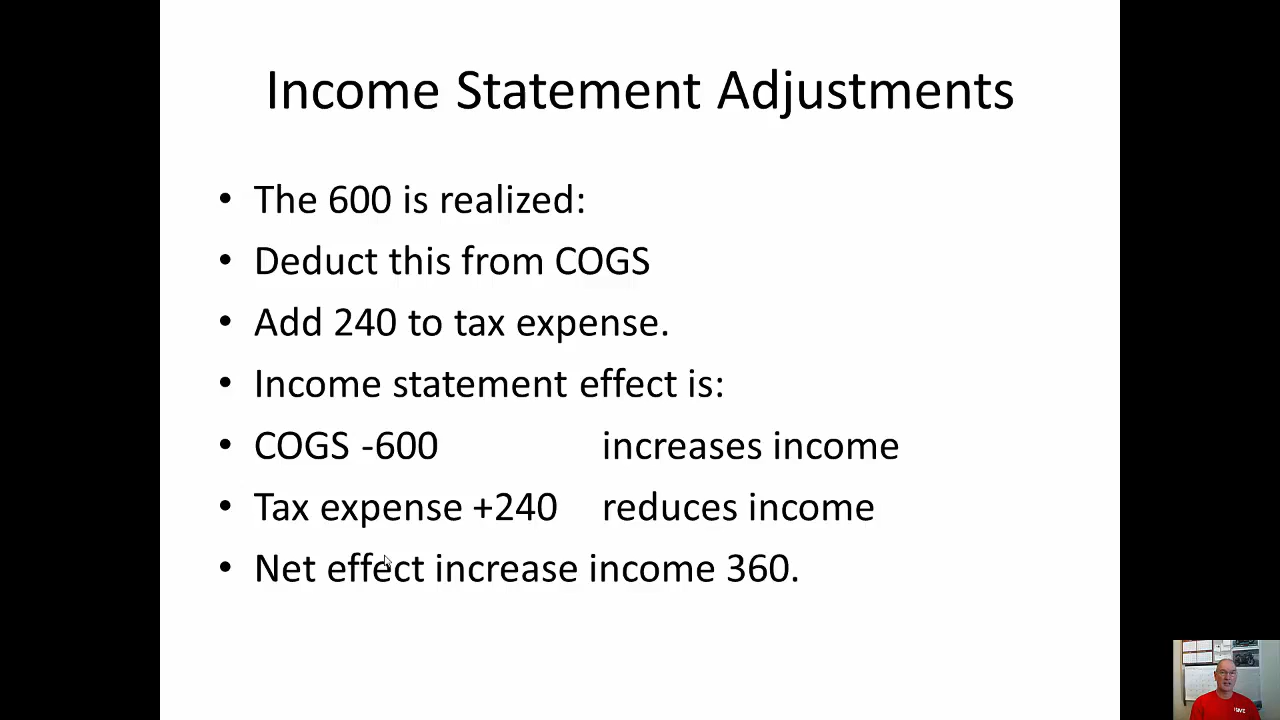 Income Statement Adjustments
• The 600 is realized:
• Deduct this from COGS
• Add 240 to tax expense.
• Income statement effect is:
• COGS -600 increases income
• Tax expense +240 reduces income
• Net effect increase income 360.